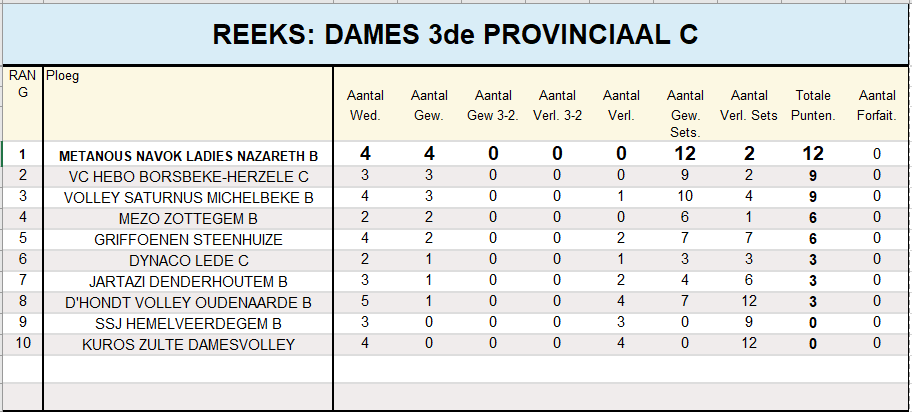 REEKS: DAMES 3de PROVINCIAAL C
RAN G Ploeg Aantal Wed. Aantal Gew. Aantal Gew 3-2. Aantal Verl. 3-2 Aantal Verl. Aantal Gew. Sets. Aantal Verl. Sets Totale Punten. Aantal Forfait.
1 METANOUS NAVOK LADIES NAZARETH B 4 4 0 0 0 12 2 12 0
2 VC HEBO BORSBEKE-HERZELE C 3 3 0 0 0 9 2 9 0
3 VOLLEY SATURNUS MICHELBEKE B 4 3 0 0 1 10 4 9 0
4 MEZO ZOTTEGEM B 2 2 0 0 0 6 1 6 0
5 GRIFFOENEN STEENHUIZE 4 2 0 0 2 7 7 6 0
6 DYNACO LEDE C 2 1 0 0 1 3 3 3 0
7 JARTAZI DENDERHOUTEM B 3 1 0 0 2 4 6 3 0
8 D'HONDT VOLLEY OUDENAARDE B 5 1 0 0 4 7 12 3 0
9 SSJ HEMELVEERDEGEM B 3 0 0 0 3 0 9 0 0
10 KUROS ZULTE DAMESVOLLEY 4 0 0 0 4 0 12 0 0